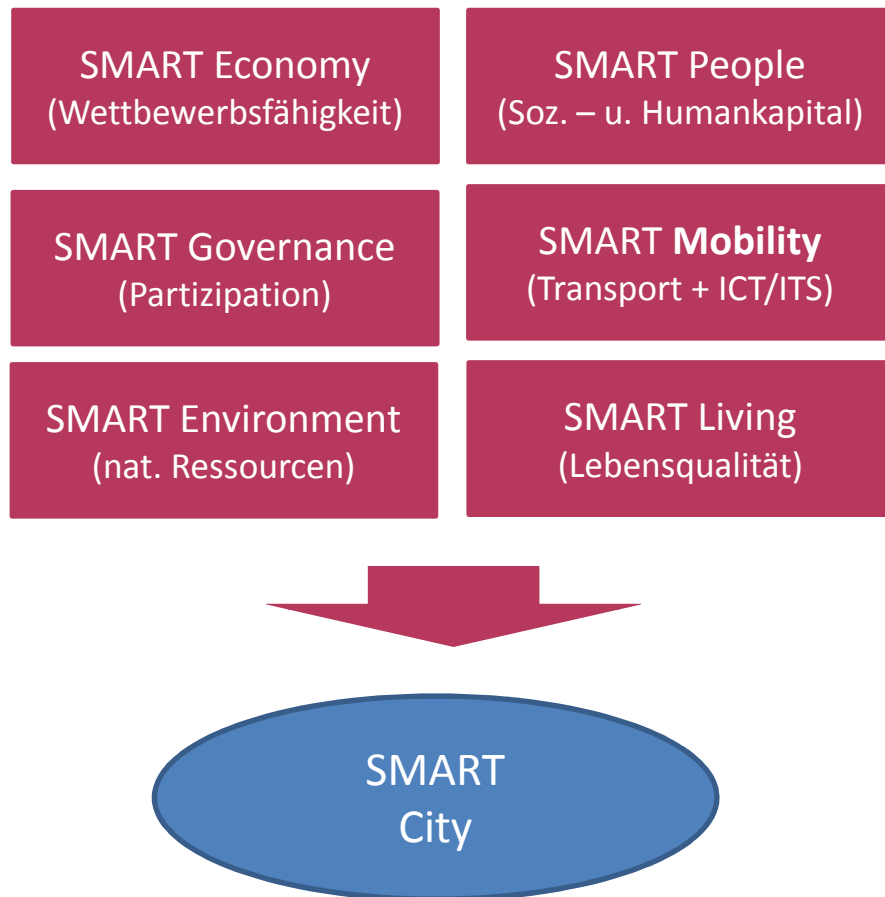 SMART Economy
(Wettbewerbsfähigkeit)
SMART People
(Soz. – u. Humankapital)
SMART Governance
(Partizipation)
SMART Mobility
(Transport + ICT/ITS)
SMART Environment
(nat. Ressourcen)
SMART Living
(Lebensqualität)
SMART
City